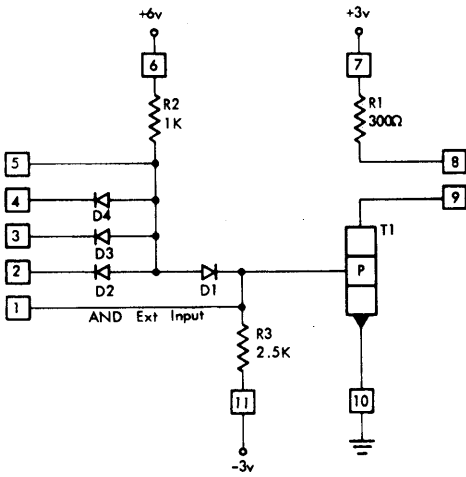 +6v +3v
6 7
R2 R1
1K 300Ω
5 8
4 9
D4 T1
3
D3
2 P
D2 D1
1
AND Ext Input
R3
2.5K
11 10
-3v